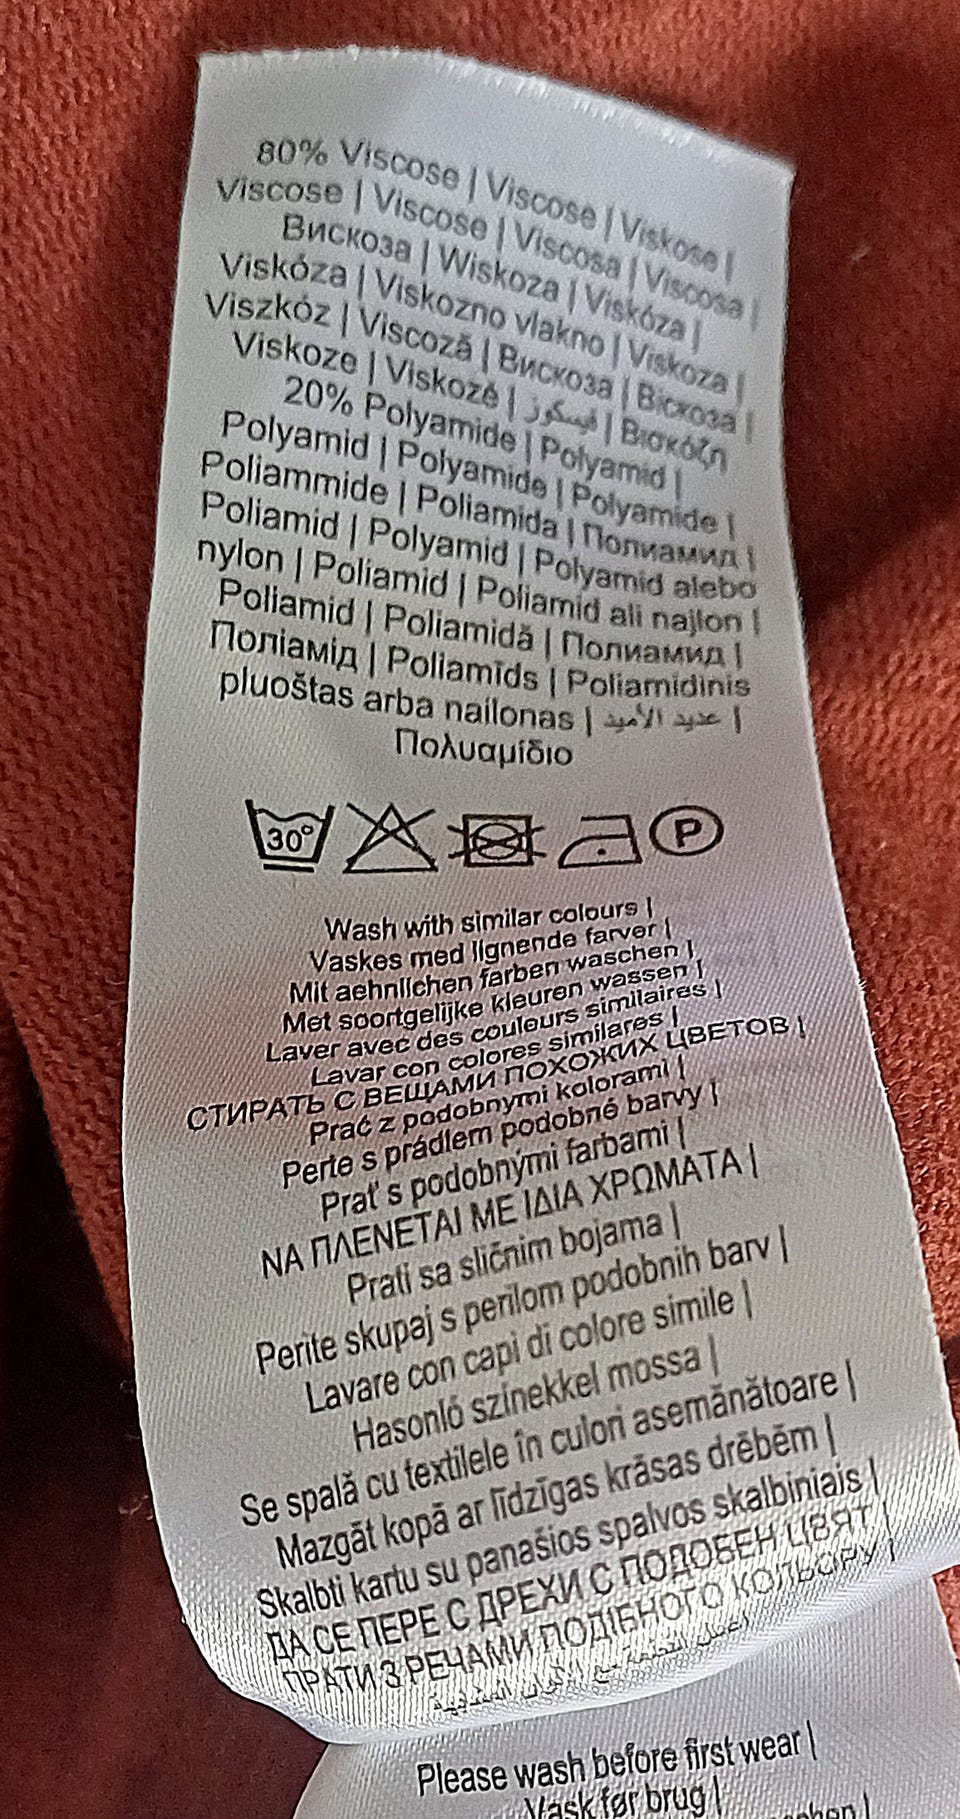 80% Viscose | Viscose | Viskose |
Viscose | Viscose | Viscosa | Viscosa |
Вискоза | Wiskoza | Viskóza |
Viskóza | Viskozno vlakno | Viskoza |
Viszkóz | Viscoză | Вискоза | Віскоза |
Viskoze | Viskozė | فيسكوز | Βισκόζη
20% Polyamide | Polyamid |
Polyamid | Polyamide | Polyamide |
Poliammide | Poliamida | Полиамид |
Poliamid | Polyamid | Polyamid alebo
nylon | Poliamid | Poliamid ali najlon |
Poliamid | Poliamidă | Полиамид |
Поліамід | Poliamīds | Poliamidinis
pluoštas arba nailonas | عديد الأميد |
Πολυαμίδιο
30° P
Wash with similar colours |
Vaskes med lignende farver |
Mit aehnlichen farben waschen |
Met soortgelijke kleuren wassen |
Laver avec des couleurs similaires |
Lavar con colores similares |
СТИРАТЬ С ВЕЩАМИ ПОХОЖИХ ЦВЕТОВ |
Prać z podobnymi kolorami |
Perte s prádlem podobné barvy |
Prať s podobnými farbami |
ΝΑ ΠΛΕΝΕΤΑΙ ΜΕ ΙΔΙΑ ΧΡΩΜΑΤΑ |
Prati sa sličnim bojama |
Perite skupaj s perilom podobnih barv |
Lavare con capi di colore simile |
Hasonló színekkel mossa |
Se spală cu textilele în culori asemănătoare |
Mazgāt kopā ar līdzīgas krāsas drēbēm |
Skalbti kartu su panašios spalvos skalbiniais |
ДА СЕ ПЕРЕ С ДРЕХИ С ПОДОБЕН ЦВЯТ |
ПРАТИ З РЕЧАМИ ПОДІБНОГО КОЛЬОРУ |
مع الألوان
Please wash before first wear |
Vask før brug |